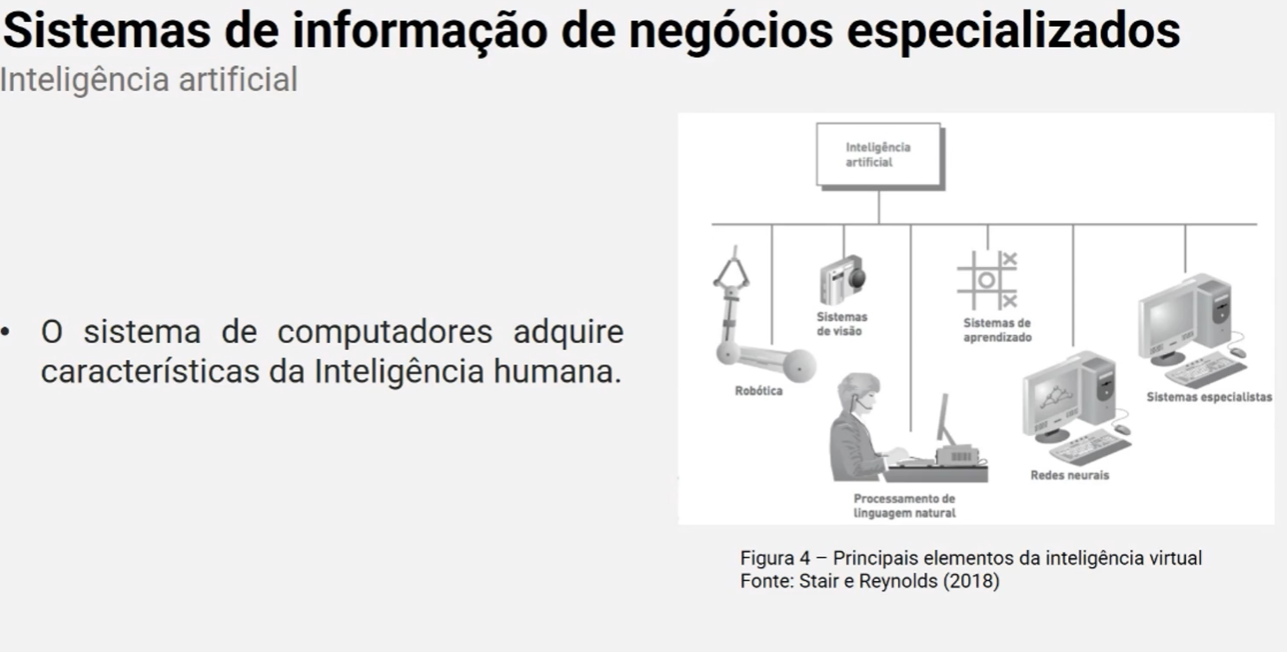 Sistemas de informação de negócios especializados
Inteligência artificial
• O sistema de computadores adquire
características da Inteligência humana.
Inteligência
artificial
Sistemas
de visão
Sistemas de
aprendizado
Robótica
Sistemas especialistas
Redes neurais
Processamento de
linguagem natural
Figura 4 – Principais elementos da inteligência virtual
Fonte: Stair e Reynolds (2018)